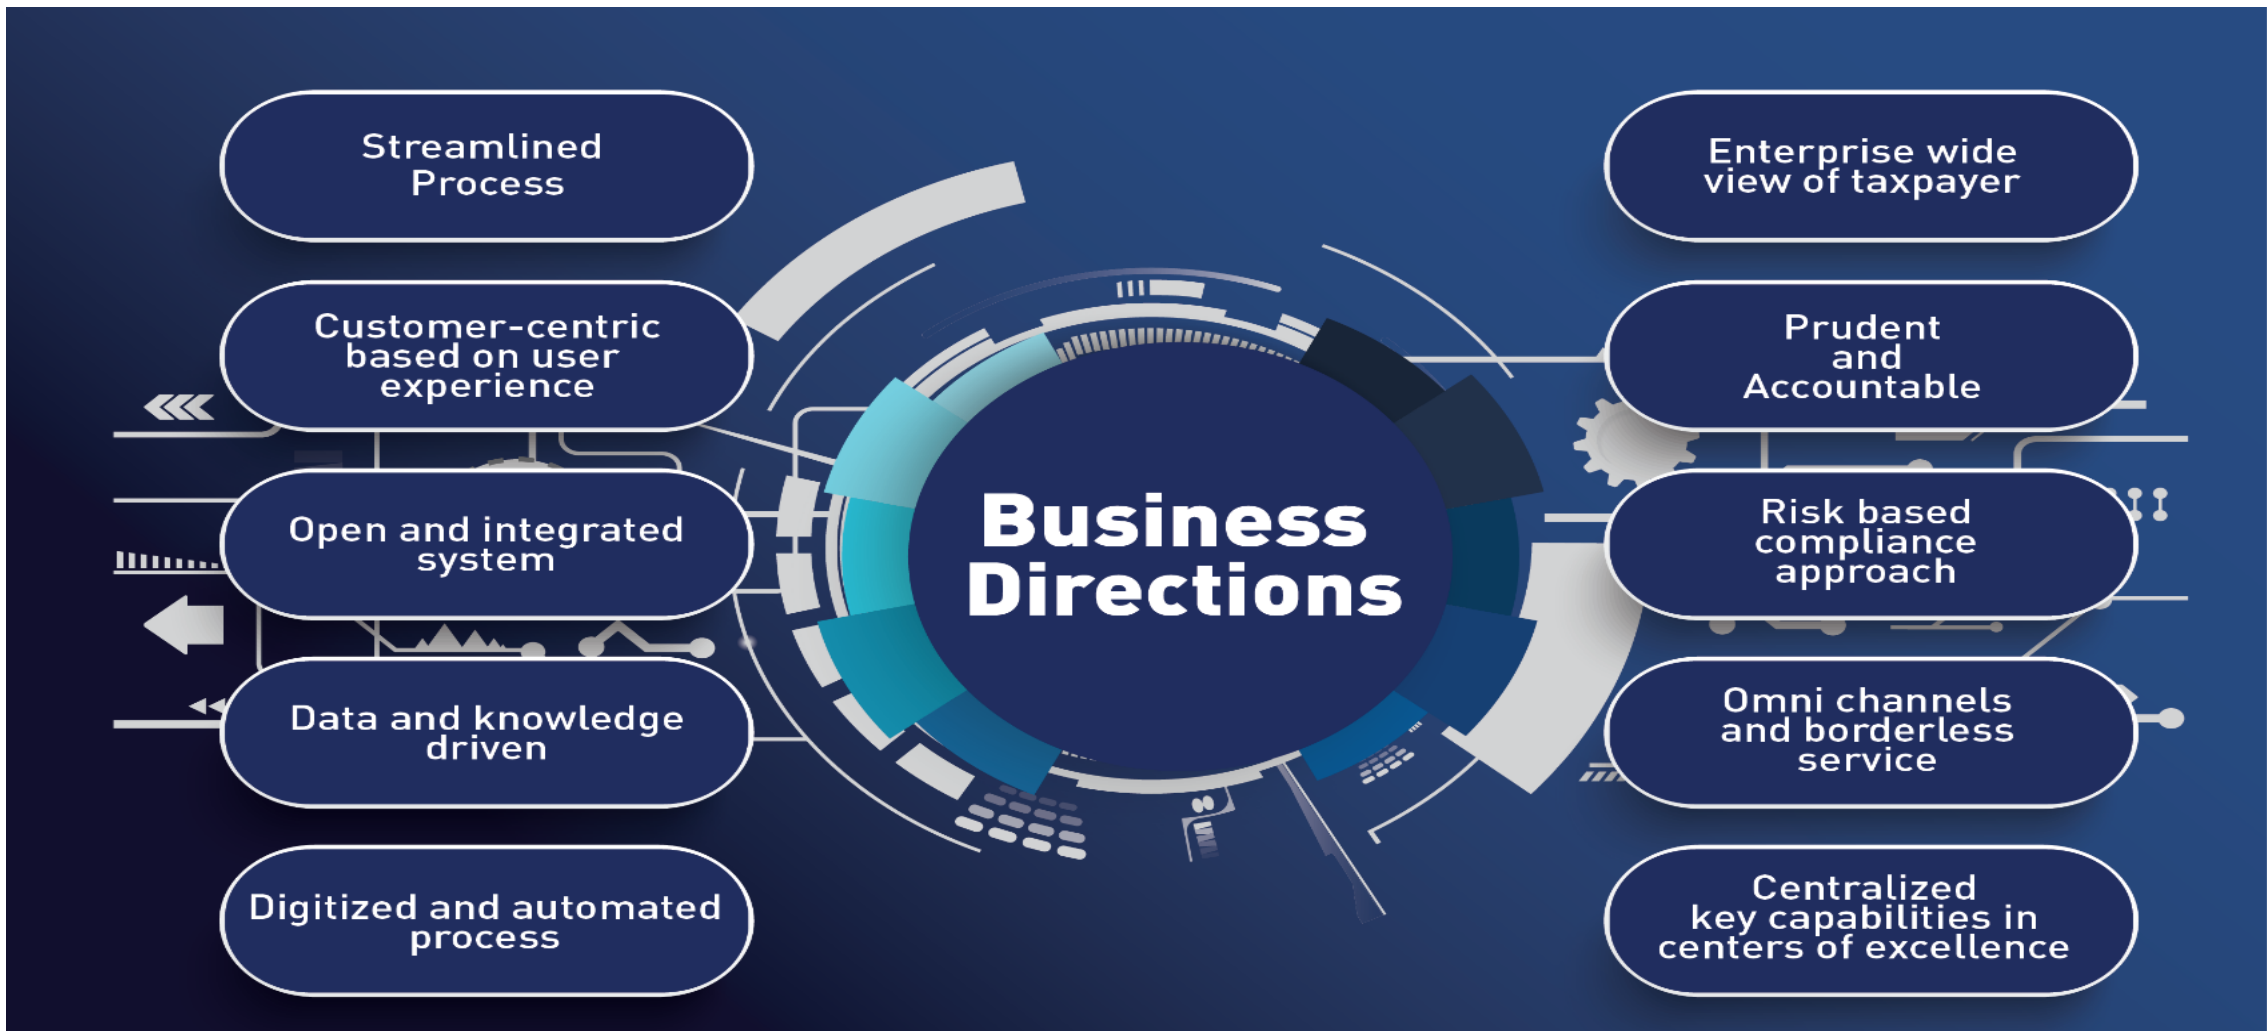 Streamlined
Process
Customer-centric
based on user
experience
Open and integrated
system
Data and knowledge
driven
Digitized and automated
process
Business
Directions
Enterprise wide
view of taxpayer
Prudent
and
Accountable
Risk based
compliance
approach
Omni channels
and borderless
service
Centralized
key capabilities in
centers of excellence